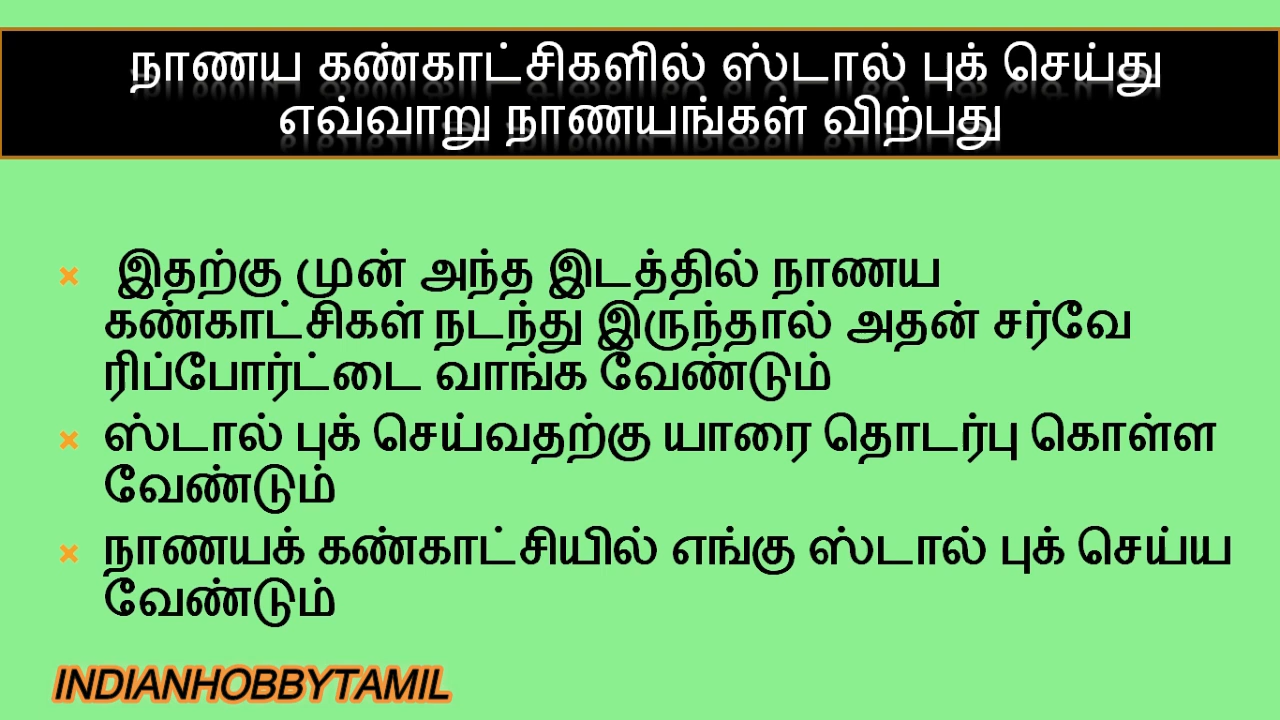 நாணய கண்காட்சிகளில் ஸ்டால் புக் செய்து
எவ்வாறு நாணயங்கள் விற்பது
இதற்கு முன் அந்த இடத்தில் நாணய
கண்காட்சிகள் நடந்து இருந்தால் அதன் சர்வே
ரிப்போர்ட்டை வாங்க வேண்டும்
ஸ்டால் புக் செய்வதற்கு யாரை தொடர்பு கொள்ள
வேண்டும்
நாணயக் கண்காட்சியில் எங்கு ஸ்டால் புக் செய்ய
வேண்டும்
INDIANHOBBYTAMIL